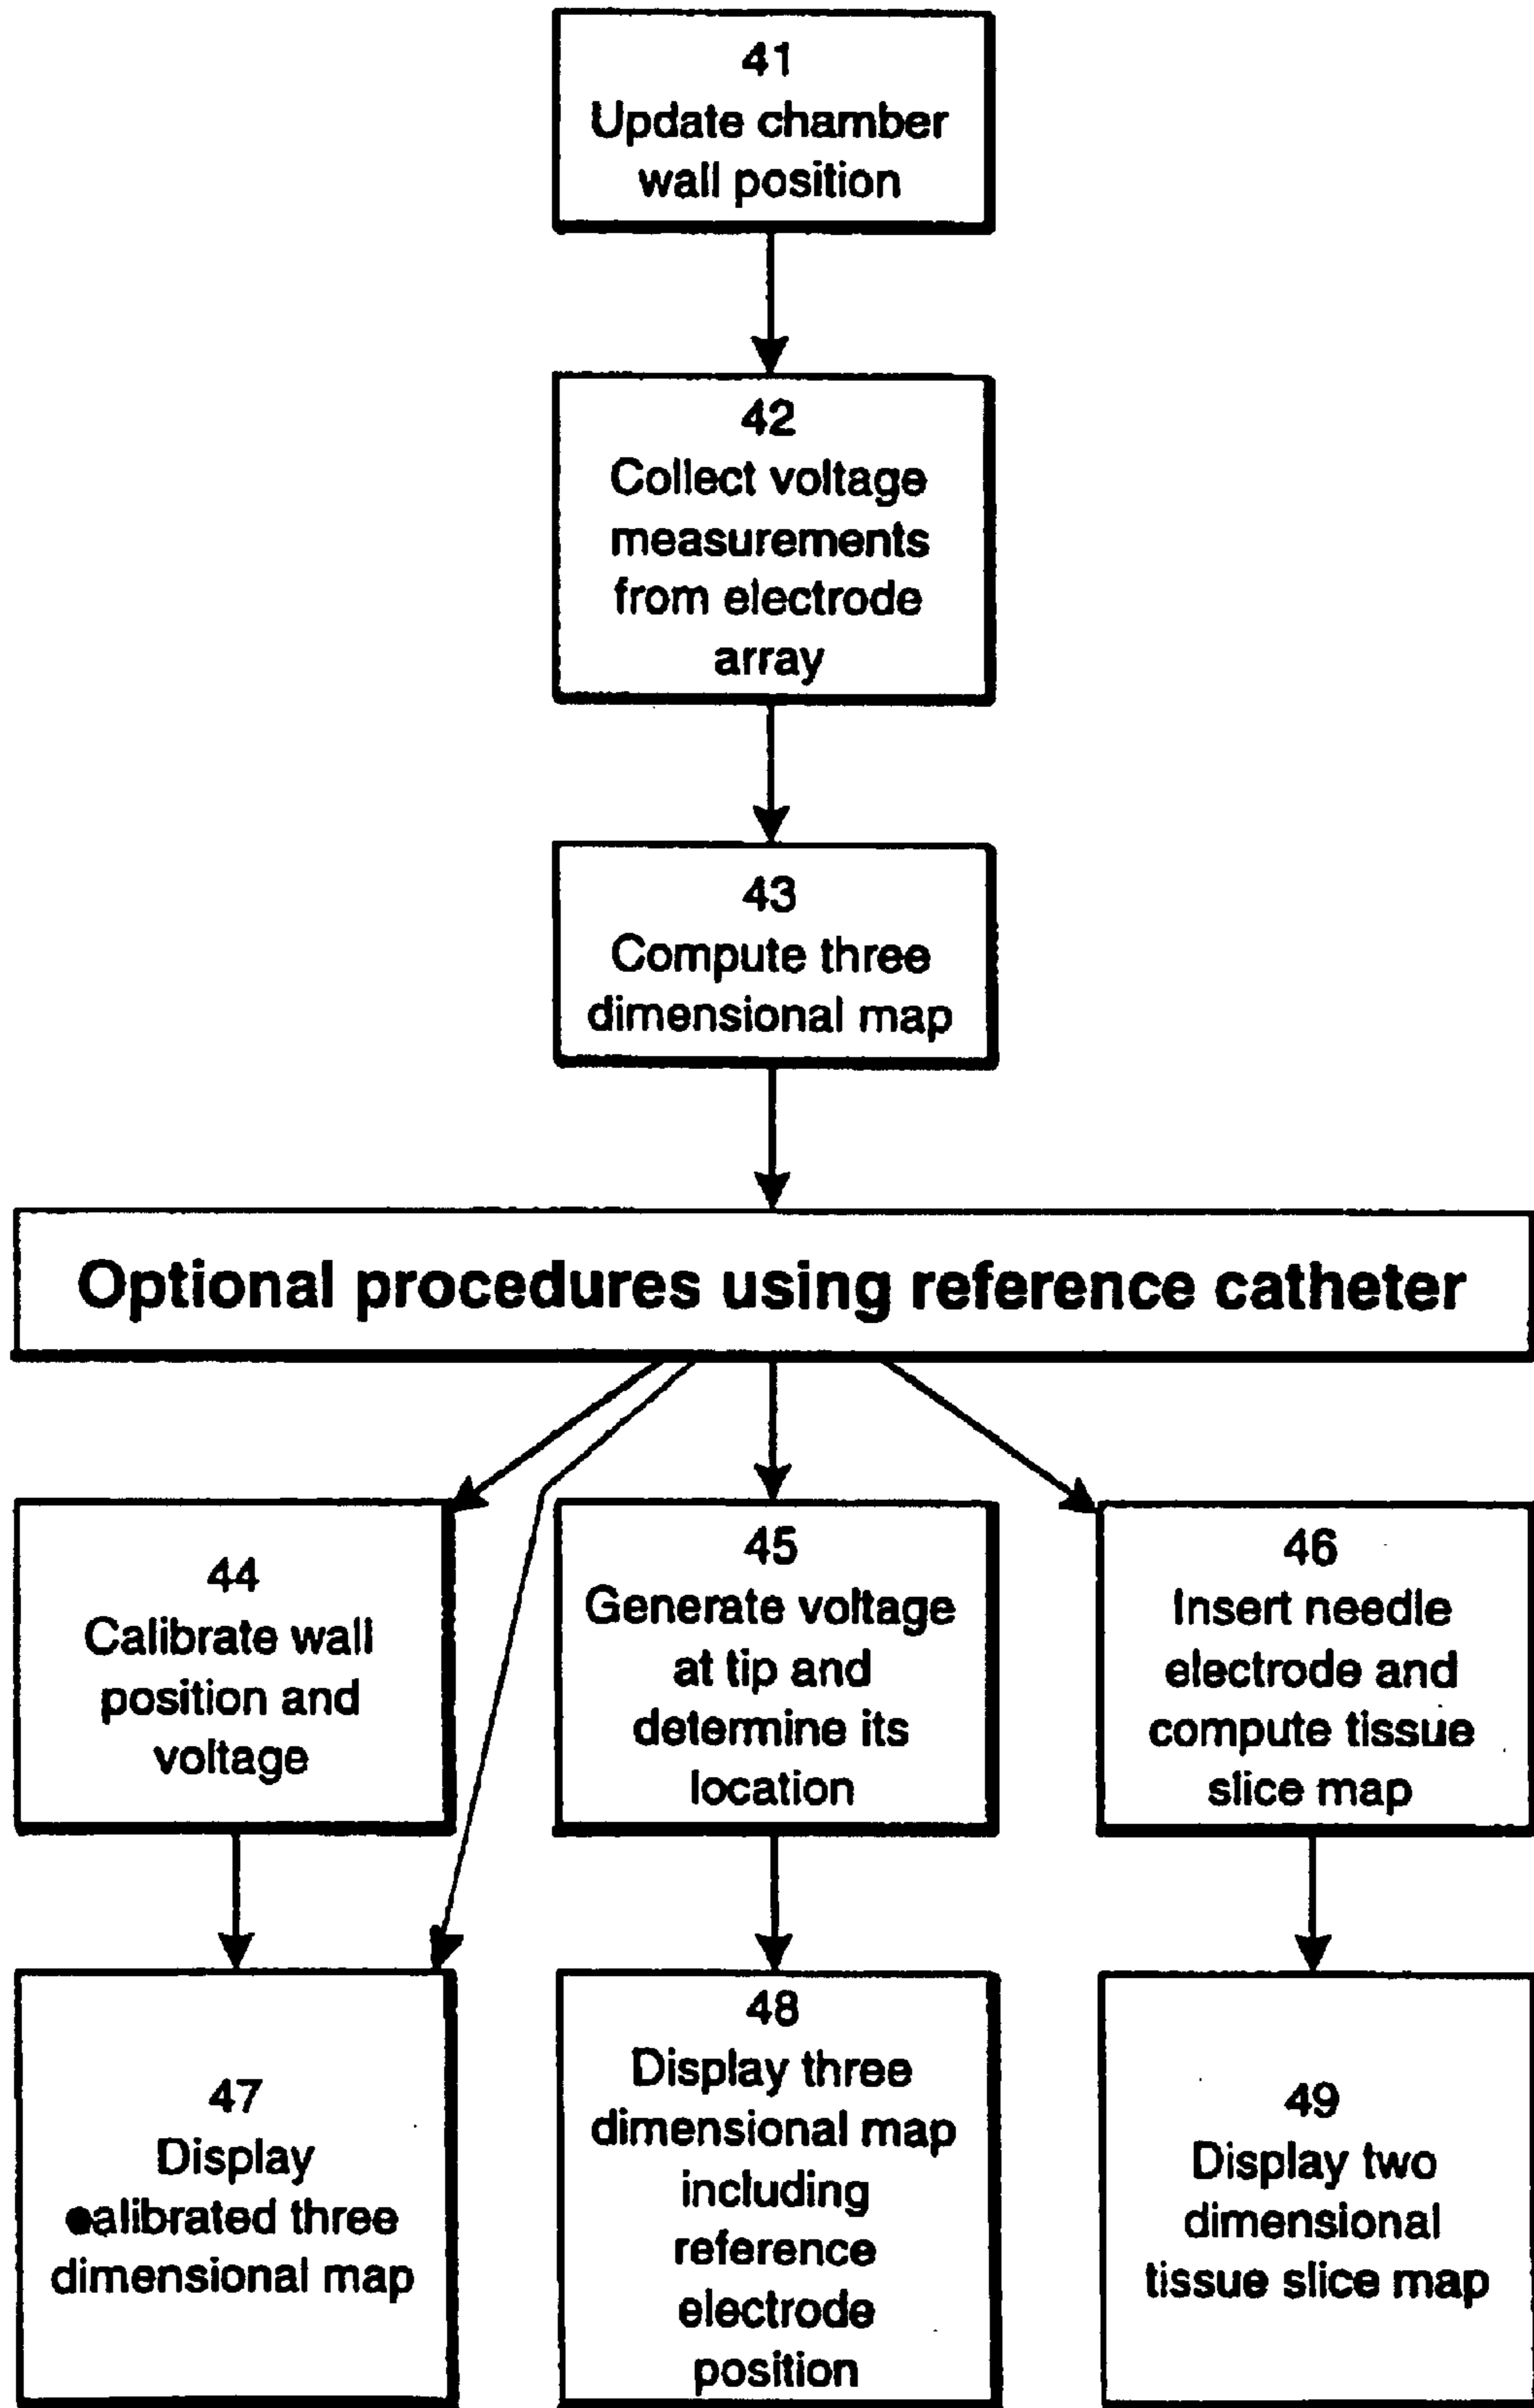 41
Update chamber
wall position
42
Collect voltage
measurements
from electrode
array
43
Compute three
dimensional map
Optional procedures using reference catheter
44
Calibrate wall
position and
voltage
45
Generate voltage
at tip and
determine its
location
46
Insert needle
electrode and
compute tissue
slice map
47
Display
calibrated three
dimensional map
48
Display three
dimensional map
including
reference
electrode
position
49
Display two
dimensional
tissue slice map